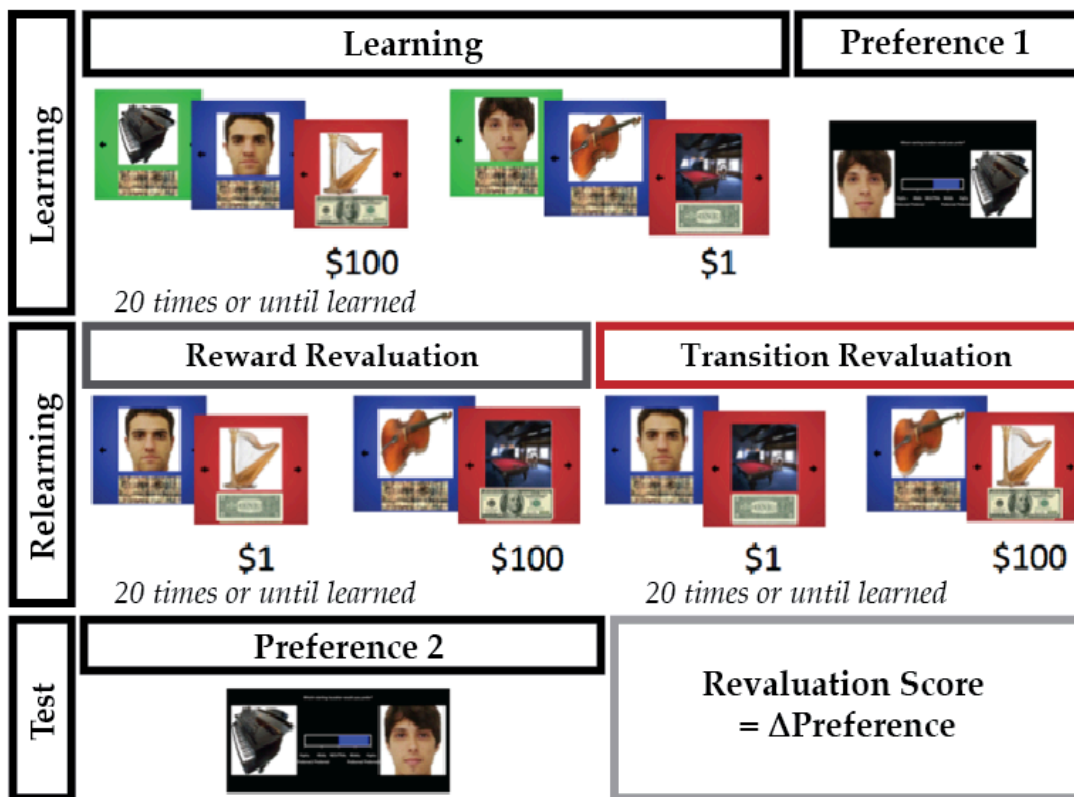 Learning
Preference 1
Learning
$100
$1
20 times or until learned
Relearning
Reward Revaluation
Transition Revaluation
$1
$100
$1
$100
20 times or until learned
20 times or until learned
Test
Preference 2
Revaluation Score
= ΔPreference